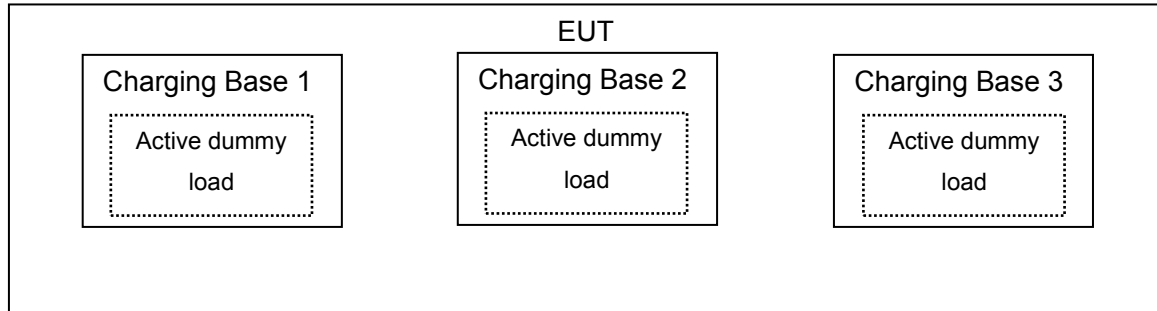 EUT
Charging Base 1
Active dummy
load
Charging Base 2
Active dummy
load
Charging Base 3
Active dummy
load